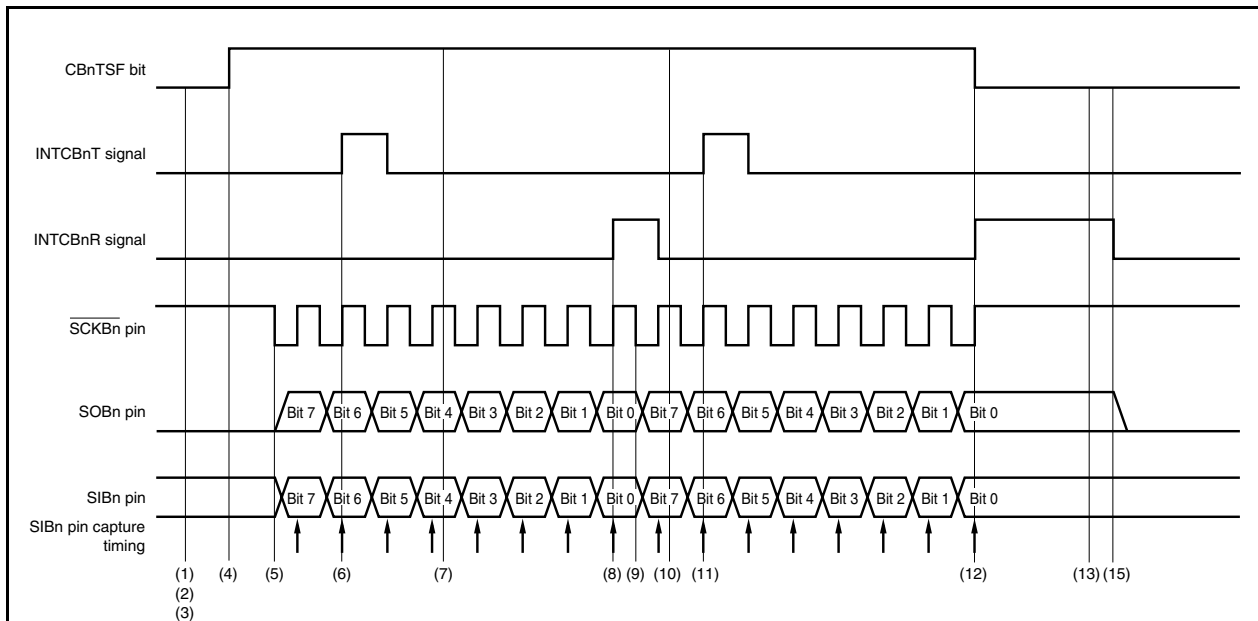 CBnTSF bit
INTCBnT signal
INTCBnR signal
SCKBn pin
SOBn pin
Bit 7 Bit 6 Bit 5 Bit 4 Bit 3 Bit 2 Bit 1 Bit 0 Bit 7 Bit 6 Bit 5 Bit 4 Bit 3 Bit 2 Bit 1 Bit 0
SIBn pin
Bit 7 Bit 6 Bit 5 Bit 4 Bit 3 Bit 2 Bit 1 Bit 0 Bit 7 Bit 6 Bit 5 Bit 4 Bit 3 Bit 2 Bit 1 Bit 0
SIBn pin capture
timing
(1) (4) (5) (6) (7) (8) (9) (10) (11) (12) (13) (15)
(2)
(3)